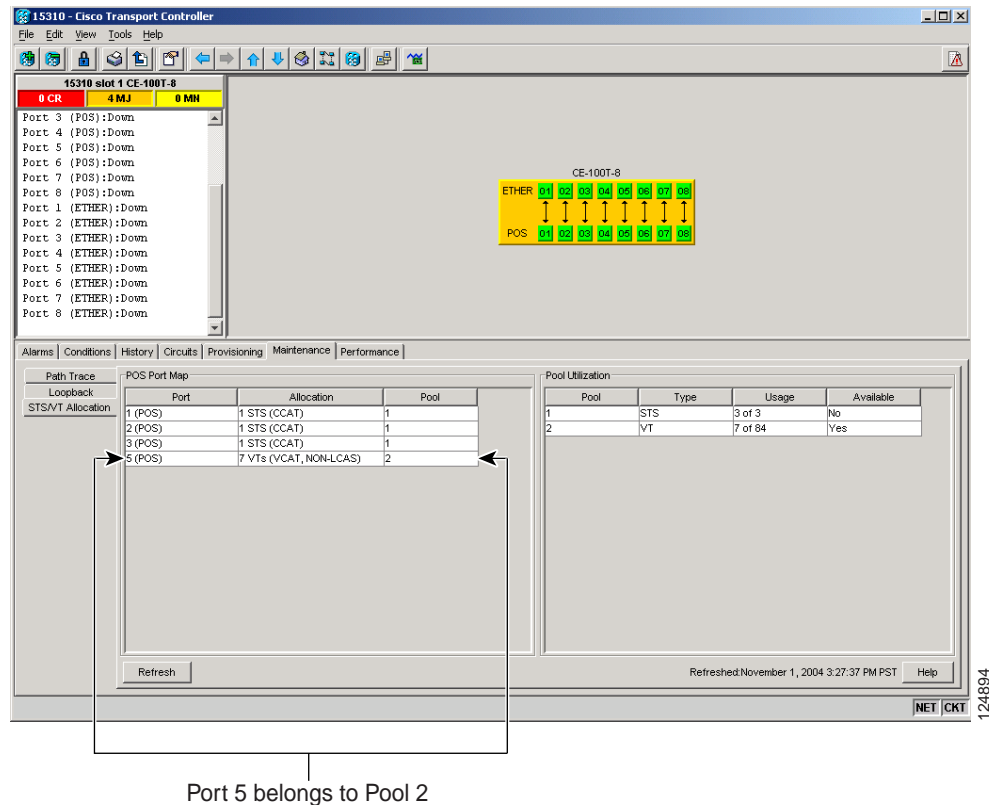 15310 - Cisco Transport Controller
File Edit View Tools Help
15310 slot 1 CE-100T-8
0 CR 4 MJ 0 MN
Port 3 (POS):Down
Port 4 (POS):Down
Port 5 (POS):Down
Port 6 (POS):Down
Port 7 (POS):Down
Port 8 (POS):Down
Port 1 (ETHER):Down
Port 2 (ETHER):Down
Port 3 (ETHER):Down
Port 4 (ETHER):Down
Port 5 (ETHER):Down
Port 6 (ETHER):Down
Port 7 (ETHER):Down
Port 8 (ETHER):Down
CE-100T-8
ETHER 01 02 03 04 05 06 07 08
POS 01 02 03 04 05 06 07 08
Alarms Conditions History Circuits Provisioning Maintenance Performance
Path Trace
Loopback
STS/VT Allocation
POS Port Map
Port Allocation Pool
1 (POS) 1 STS (CCAT) 1
2 (POS) 1 STS (CCAT) 1
3 (POS) 1 STS (CCAT) 1
5 (POS) 7 VTs (VCAT, NON-LCAS) 2
Pool Utilization
Pool Type Usage Available
1 STS 3 of 3 No
2 VT 7 of 84 Yes
Refresh
Refreshed:November 1, 2004 3:27:37 PM PST
Help
NET CKT
124894
Port 5 belongs to Pool 2